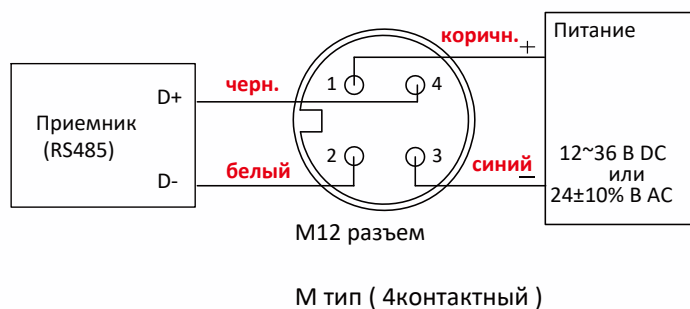 коричн.
+
Питание
черн.
1
4
D+
Приемник
(RS485)
2
3
12~36 В DC
или
24±10% В AC
D-
белый
синий
–
М12 разъем
М тип ( 4контактный )